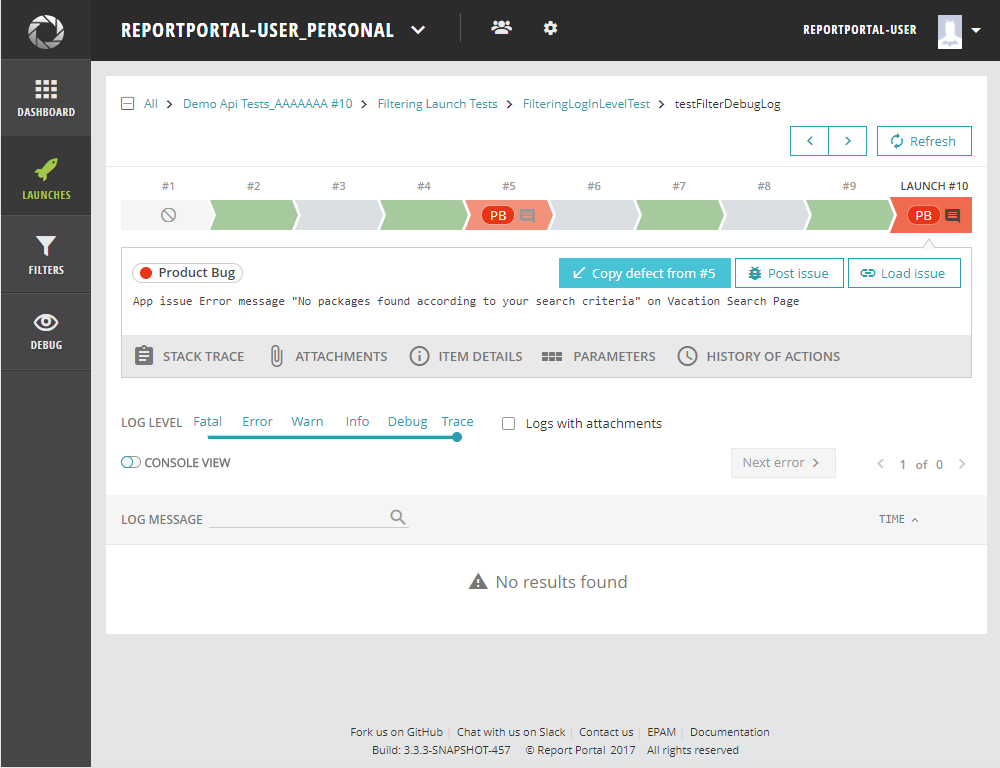 REPORTPORTAL-USER_PERSONAL
REPORTPORTAL-USER
DASHBOARD
LAUNCHES
FILTERS
DEBUG
All > Demo Api Tests_AAAAAAA #10 > Filtering Launch Tests > FilteringLogInLevelTest > testFilterDebugLog
Refresh
#1 #2 #3 #4 #5 #6 #7 #8 #9 LAUNCH #10
PB PB
Product Bug Copy defect from #5 Post issue Load issue
App issue Error message "No packages found according to your search criteria" on Vacation Search Page
STACK TRACE ATTACHMENTS ITEM DETAILS PARAMETERS HISTORY OF ACTIONS
LOG LEVEL Fatal Error Warn Info Debug Trace Logs with attachments
CONSOLE VIEW Next error > < 1 of 0 >
LOG MESSAGE TIME
No results found
Fork us on GitHub | Chat with us on Slack | Contact us | EPAM | Documentation
Build: 3.3.3-SNAPSHOT-457 © Report Portal 2017 All rights reserved